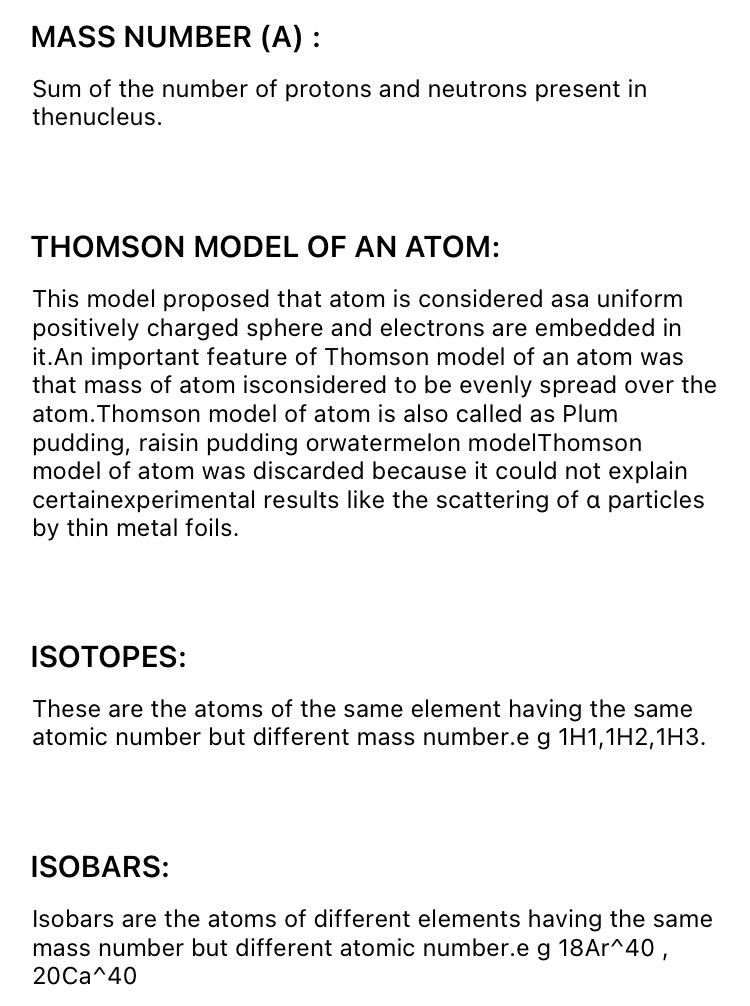 MASS NUMBER (A) :
Sum of the number of protons and neutrons present in
thenucleus.
THOMSON MODEL OF AN ATOM:
This model proposed that atom is considered asa uniform
positively charged sphere and electrons are embedded in
it.An important feature of Thomson model of an atom was
that mass of atom isconsidered to be evenly spread over the
atom.Thomson model of atom is also called as Plum
pudding, raisin pudding orwatermelon modelThomson
model of atom was discarded because it could not explain
certainexperimental results like the scattering of α particles
by thin metal foils.
ISOTOPES:
These are the atoms of the same element having the same
atomic number but different mass number.e g 1H1,1H2,1H3.
ISOBARS:
Isobars are the atoms of different elements having the same
mass number but different atomic number.e g 18Ar^40 ,
20Ca^40